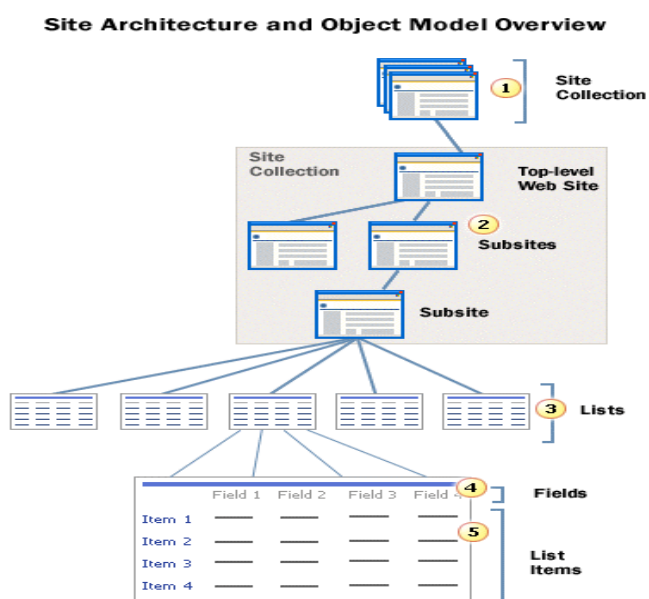 Site Architecture and Object Model Overview
1
Site
Collection
Site
Collection
Top-level
Web Site
2
Subsites
Subsite
3
Lists
Field 1 Field 2 Field 3 Field 4
4
Fields
Item 1
5
Item 2
Item 3
Item 4
List
Items